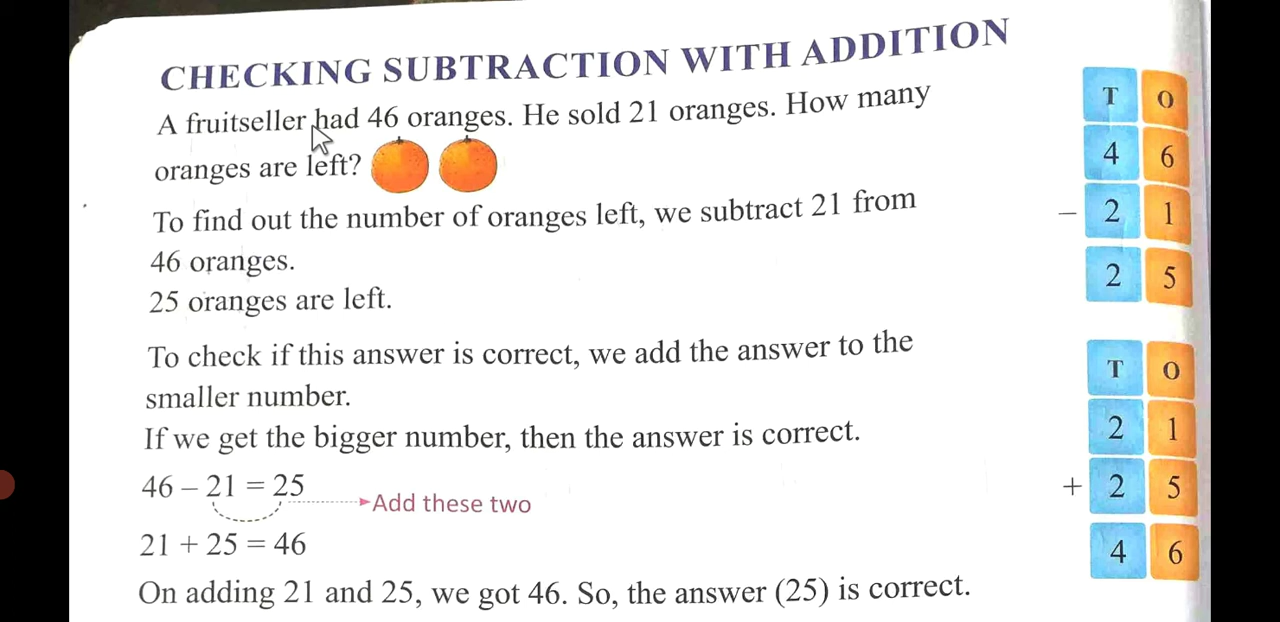 CHECKING SUBTRACTION WITH ADDITION
A fruitseller had 46 oranges. He sold 21 oranges. How many
oranges are left?
To find out the number of oranges left, we subtract 21 from
46 oranges.
25 oranges are left.
To check if this answer is correct, we add the answer to the
smaller number.
If we get the bigger number, then the answer is correct.
46 – 21 = 25
Add these two
21 + 25 = 46
On adding 21 and 25, we got 46. So, the answer (25) is correct.
T O
4 6
– 2 1
2 5
T O
2 1
+ 2 5
4 6